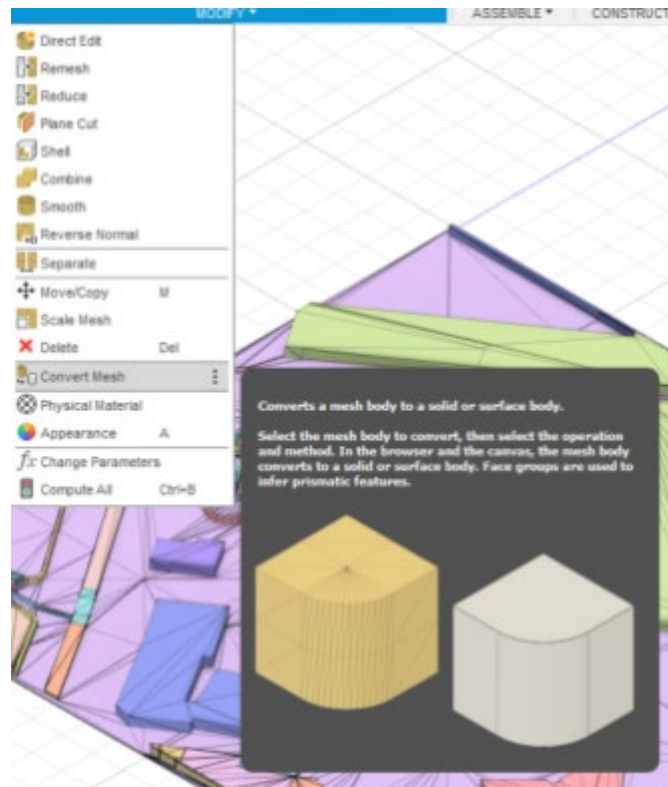 MODIFY
ASSEMBLE
CONSTRUCT
Direct Edit
Remesh
Reduce
Plane Cut
Shell
Combine
Smooth
Reverse Normal
Separate
Move/Copy M
Scale Mesh
Delete Del
Convert Mesh
Physical Material
Appearance A
fx Change Parameters
Compute All Ctrl+B
Converts a mesh body to a solid or surface body.
Select the mesh body to convert, then select the operation
and method. In the browser and the canvas, the mesh body
converts to a solid or surface body. Face groups are used to
infer prismatic features.